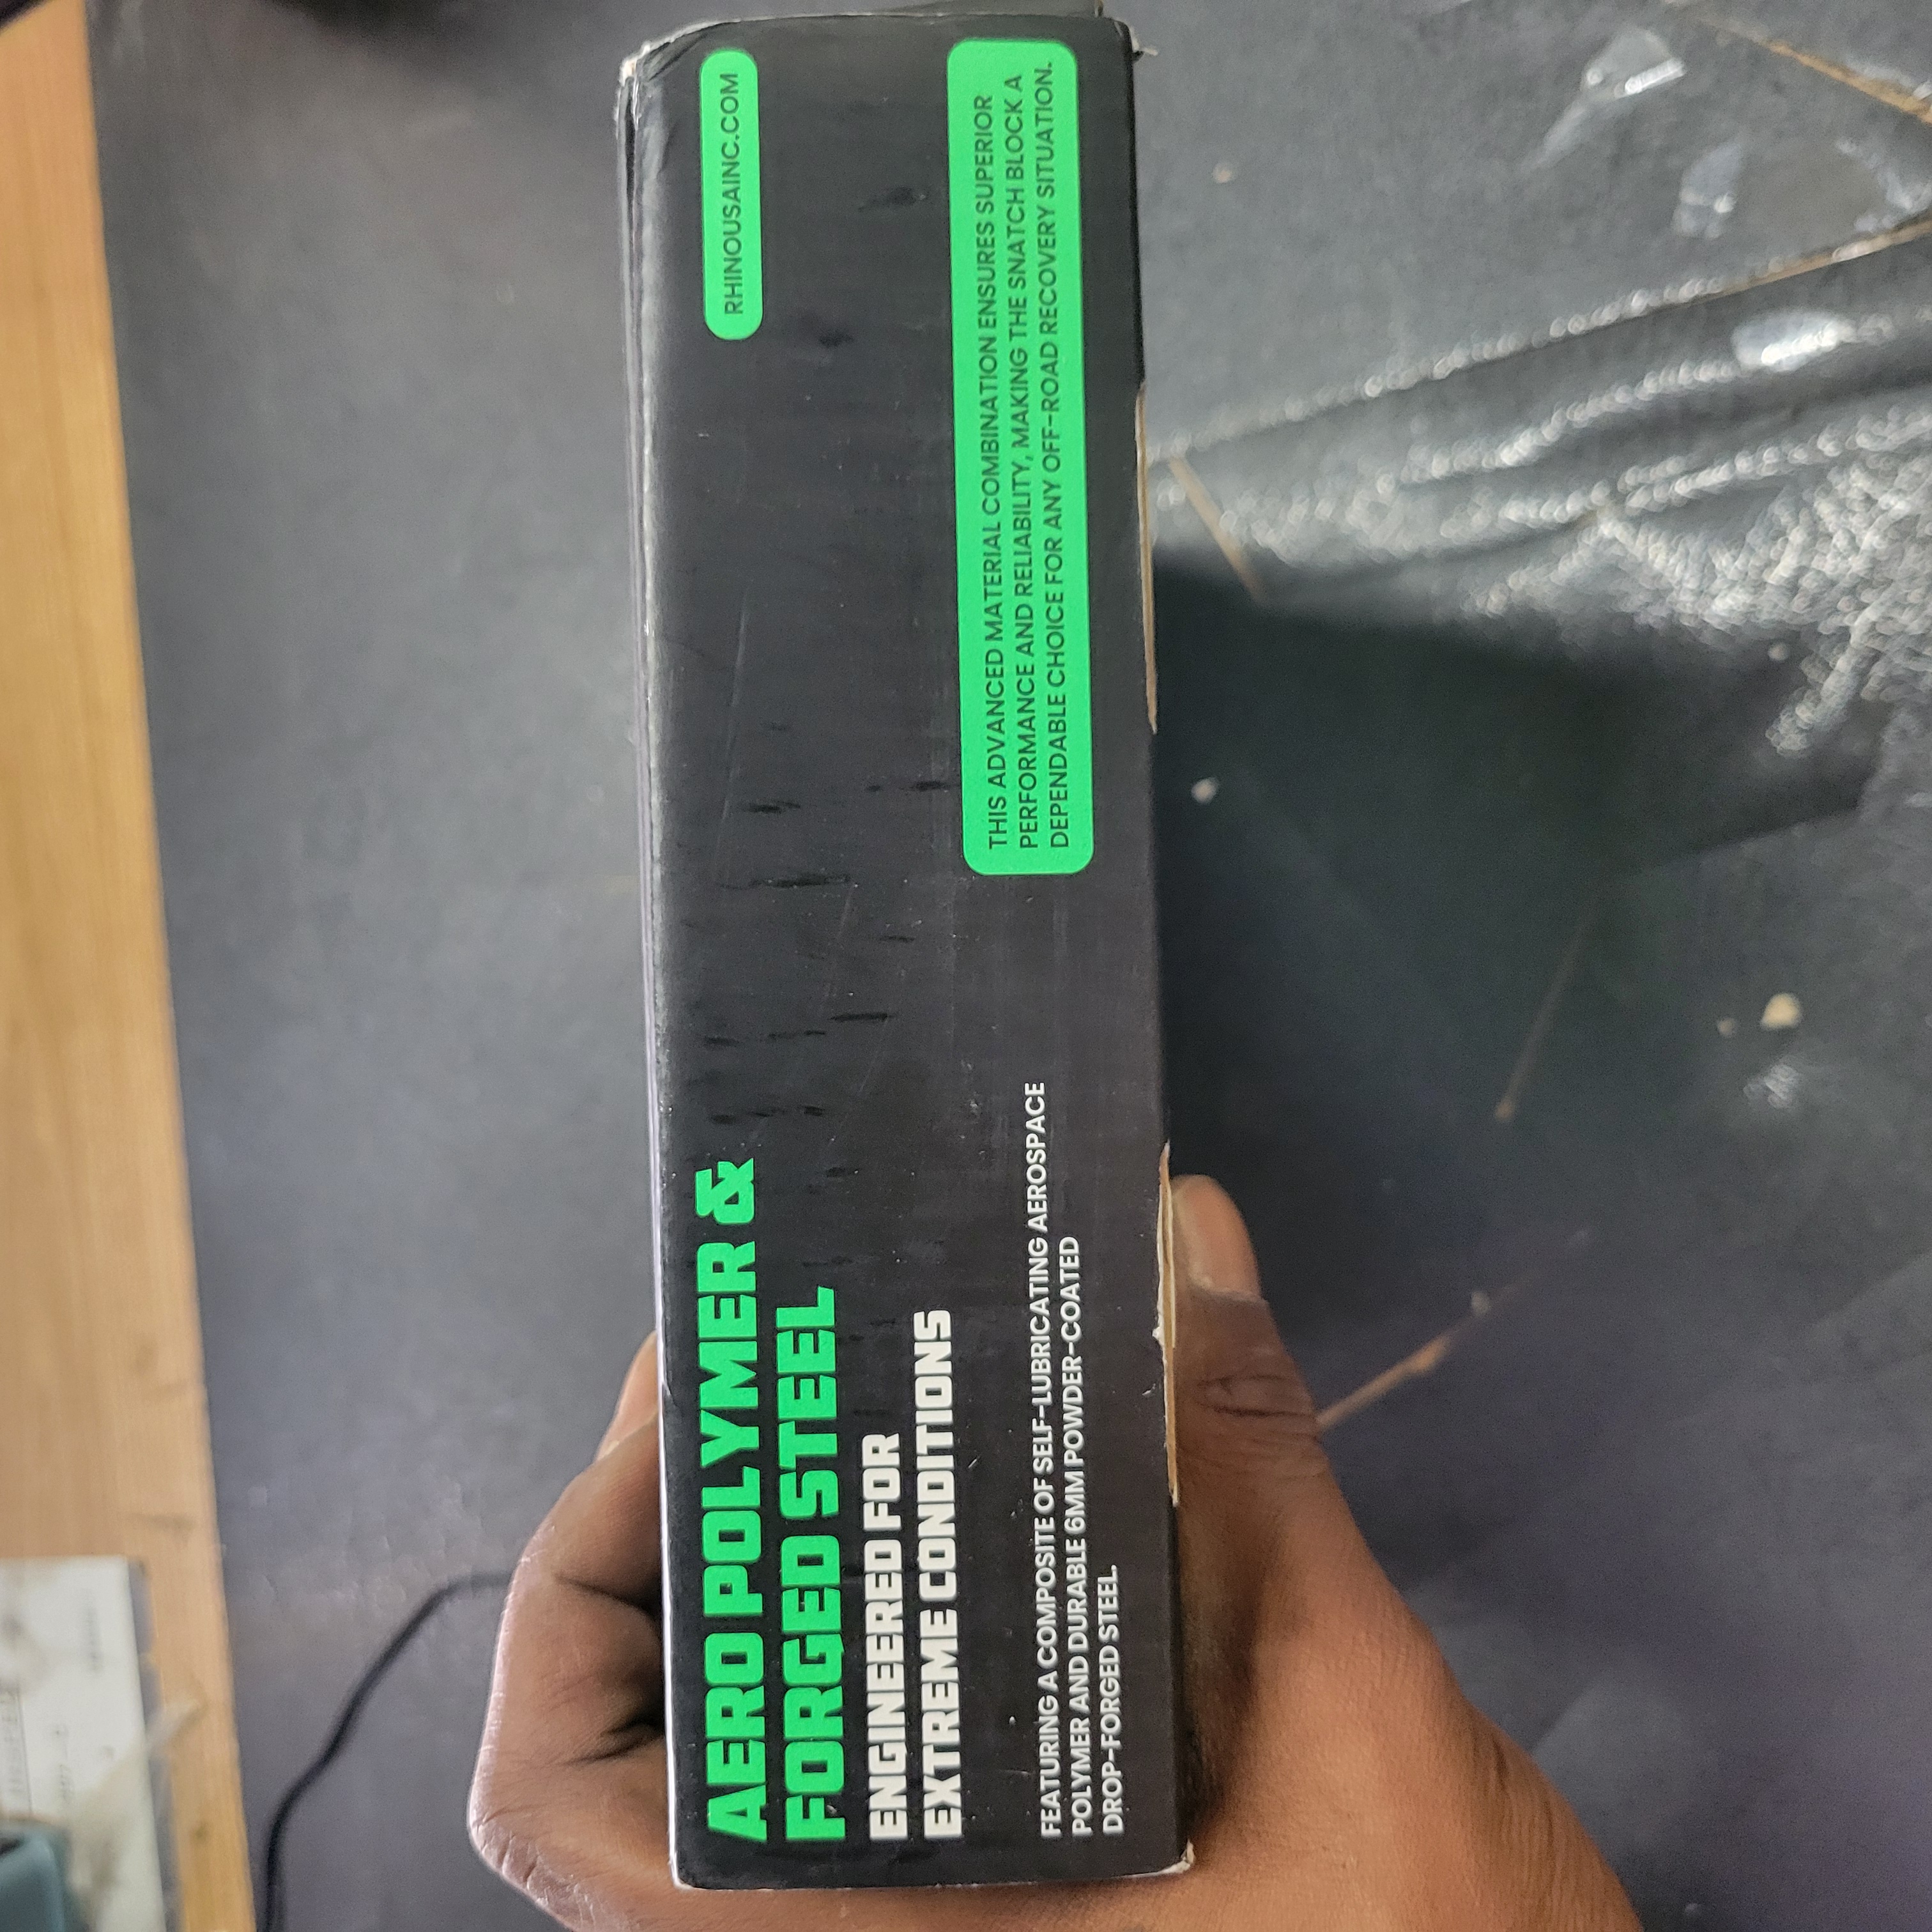 AERO POLYMER &
FORGED STEEL
ENGINEERED FOR
EXTREME CONDITIONS
FEATURING A COMPOSITE OF SELF-LUBRICATING AEROSPACE
POLYMER AND DURABLE 6MM POWDER-COATED
DROP-FORGED STEEL.
RHINOUSAINC.COM
THIS ADVANCED MATERIAL COMBINATION ENSURES SUPERIOR
PERFORMANCE AND RELIABILITY, MAKING THE SNATCH BLOCK A
DEPENDABLE CHOICE FOR ANY OFF-ROAD RECOVERY SITUATION.